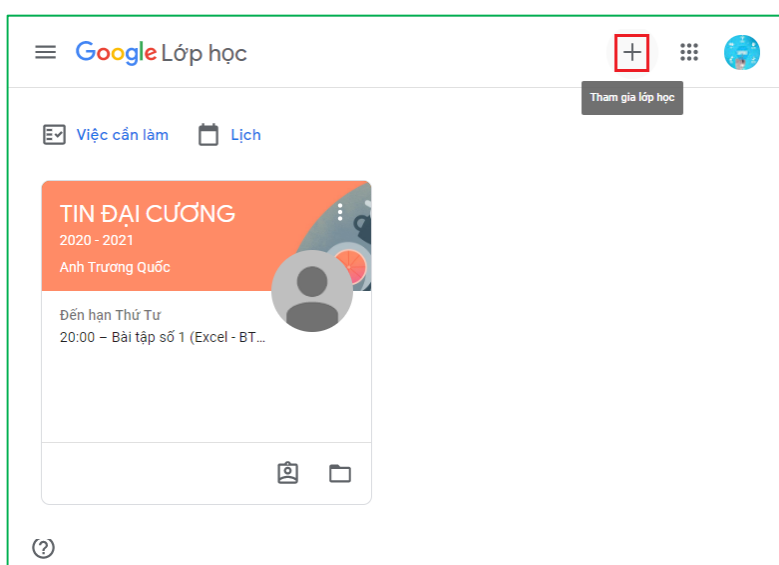 Google Lớp học
Tham gia lớp học
Việc cần làm
Lịch
TIN ĐẠI CƯƠNG
2020 - 2021
Anh Trương Quốc
Đến hạn Thứ Tư
20:00 – Bài tập số 1 (Excel - BT...